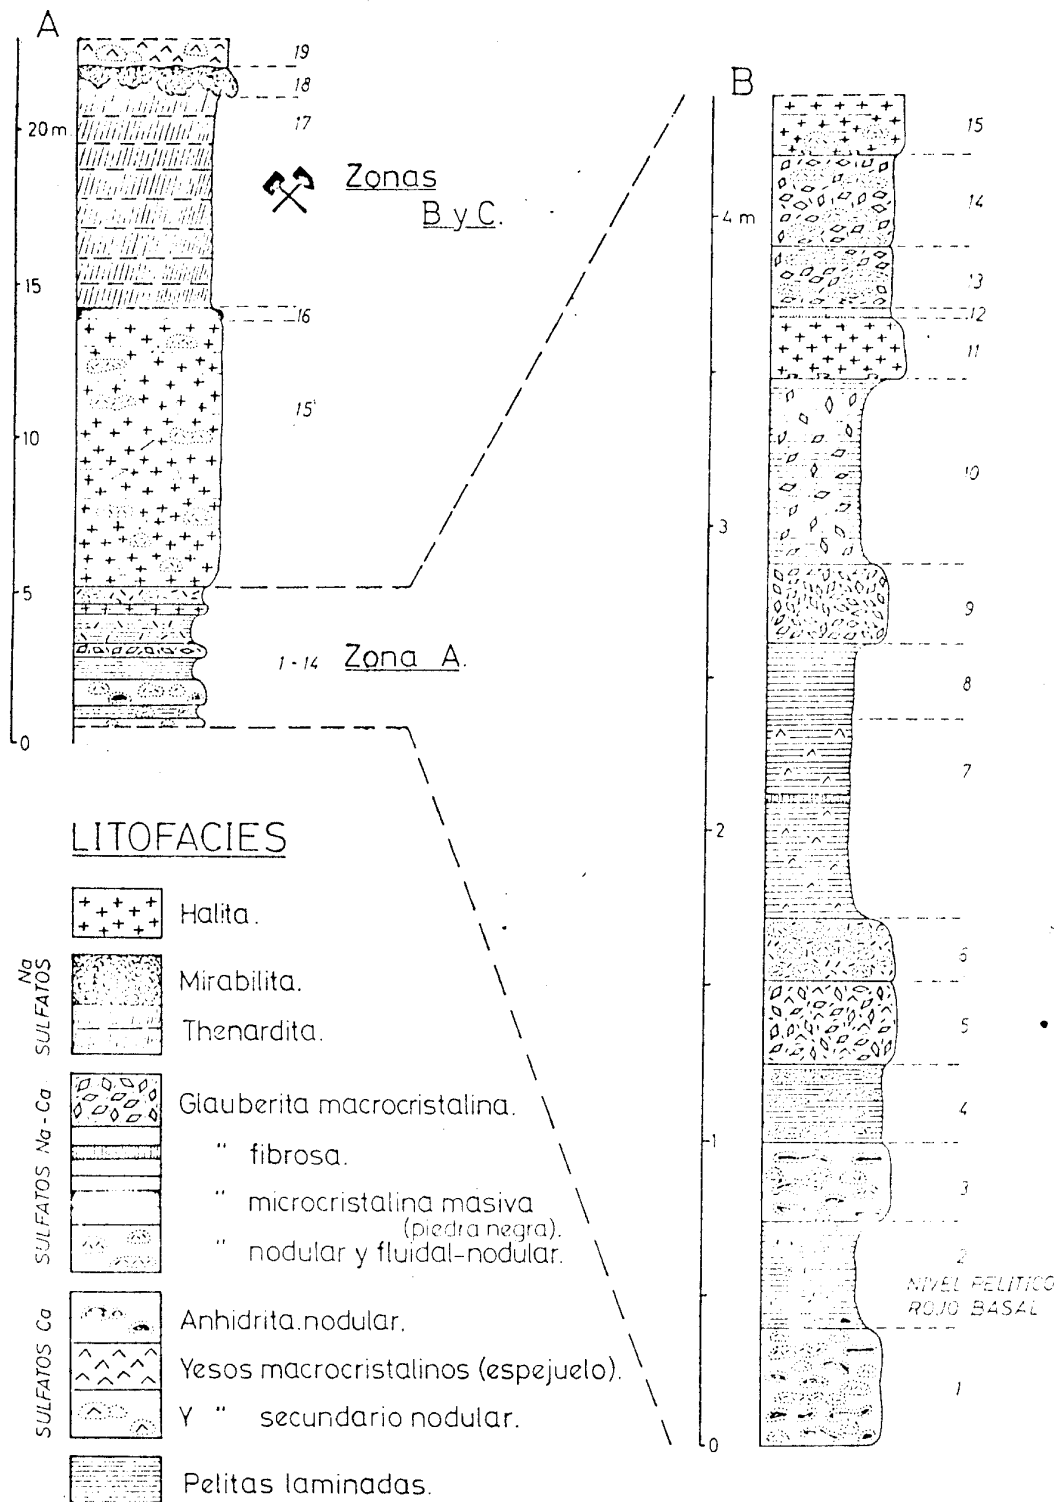 A
19
18
17
20 m
Zonas
B y C.
15
16
15'
10
5
1 - 14 Zona A.
0
B
15
14
4 m
13
12
11
10
3
9
8
7
2
6
5
4
1
3
2
NIVEL PELITICO
ROJO BASAL
1
0
LITOFACIES
Halita.
Na
SULFATOS
Mirabilita.
Thenardita.
SULFATOS Na - Ca
Glauberita macrocristalina.
" fibrosa.
" microcristalina masiva
(piedra negra).
" nodular y fluidal-nodular.
SULFATOS Ca
Anhidrita.nodular.
Yesos macrocristalinos (espejuelo).
Y " secundario nodular.
Pelitas laminadas.